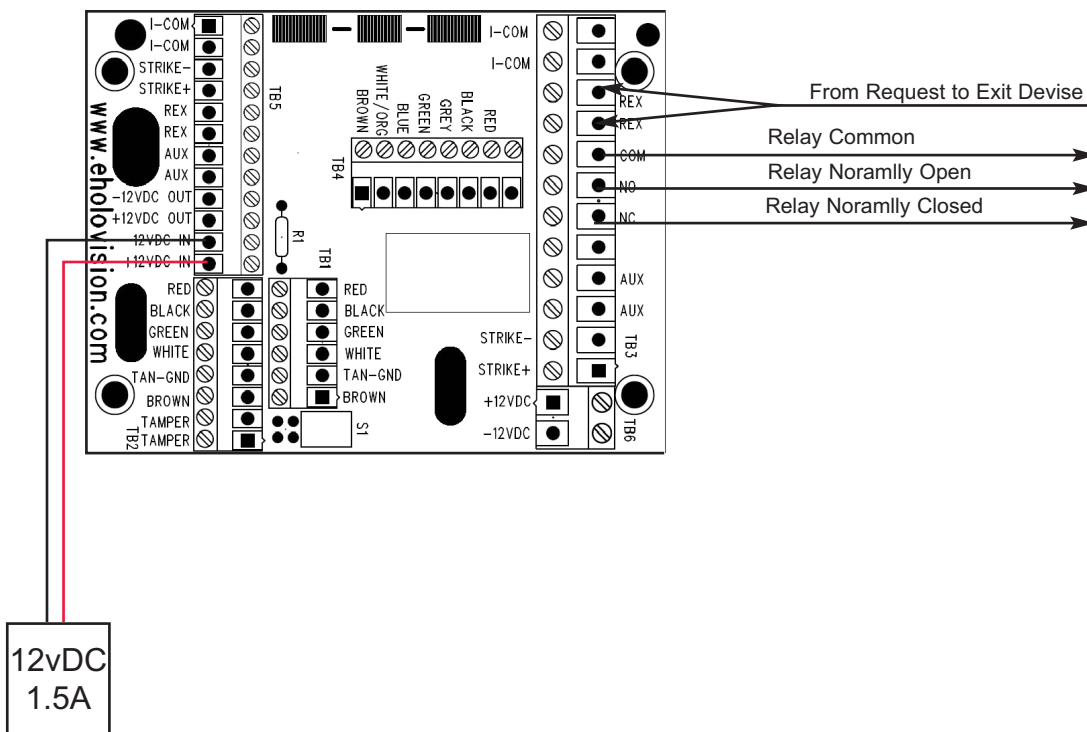 I-COM
I-COM
STRIKE-
STRIKE+
REX
REX
AUX
AUX
-12VDC OUT
+12VDC OUT
12VDC IN
+12VDC IN
TB5
www.eholovision.com
WHITE/ORG
BROWN
BLUE
GREEN
GREY
BLACK
RED
TB4
R1
TB1
RED
BLACK
GREEN
WHITE
TAN-GND
BROWN
TAMPER
TAMPER
TB2
RED
BLACK
GREEN
WHITE
TAN-GND
BROWN
S1
I-COM
I-COM
REX
REX
COM
NO
NC
AUX
AUX
TB3
STRIKE-
STRIKE+
+12VDC
-12VDC
TB6
From Request to Exit Devise
Relay Common
Relay Noramlly Open
Relay Noramlly Closed
12vDC
1.5A